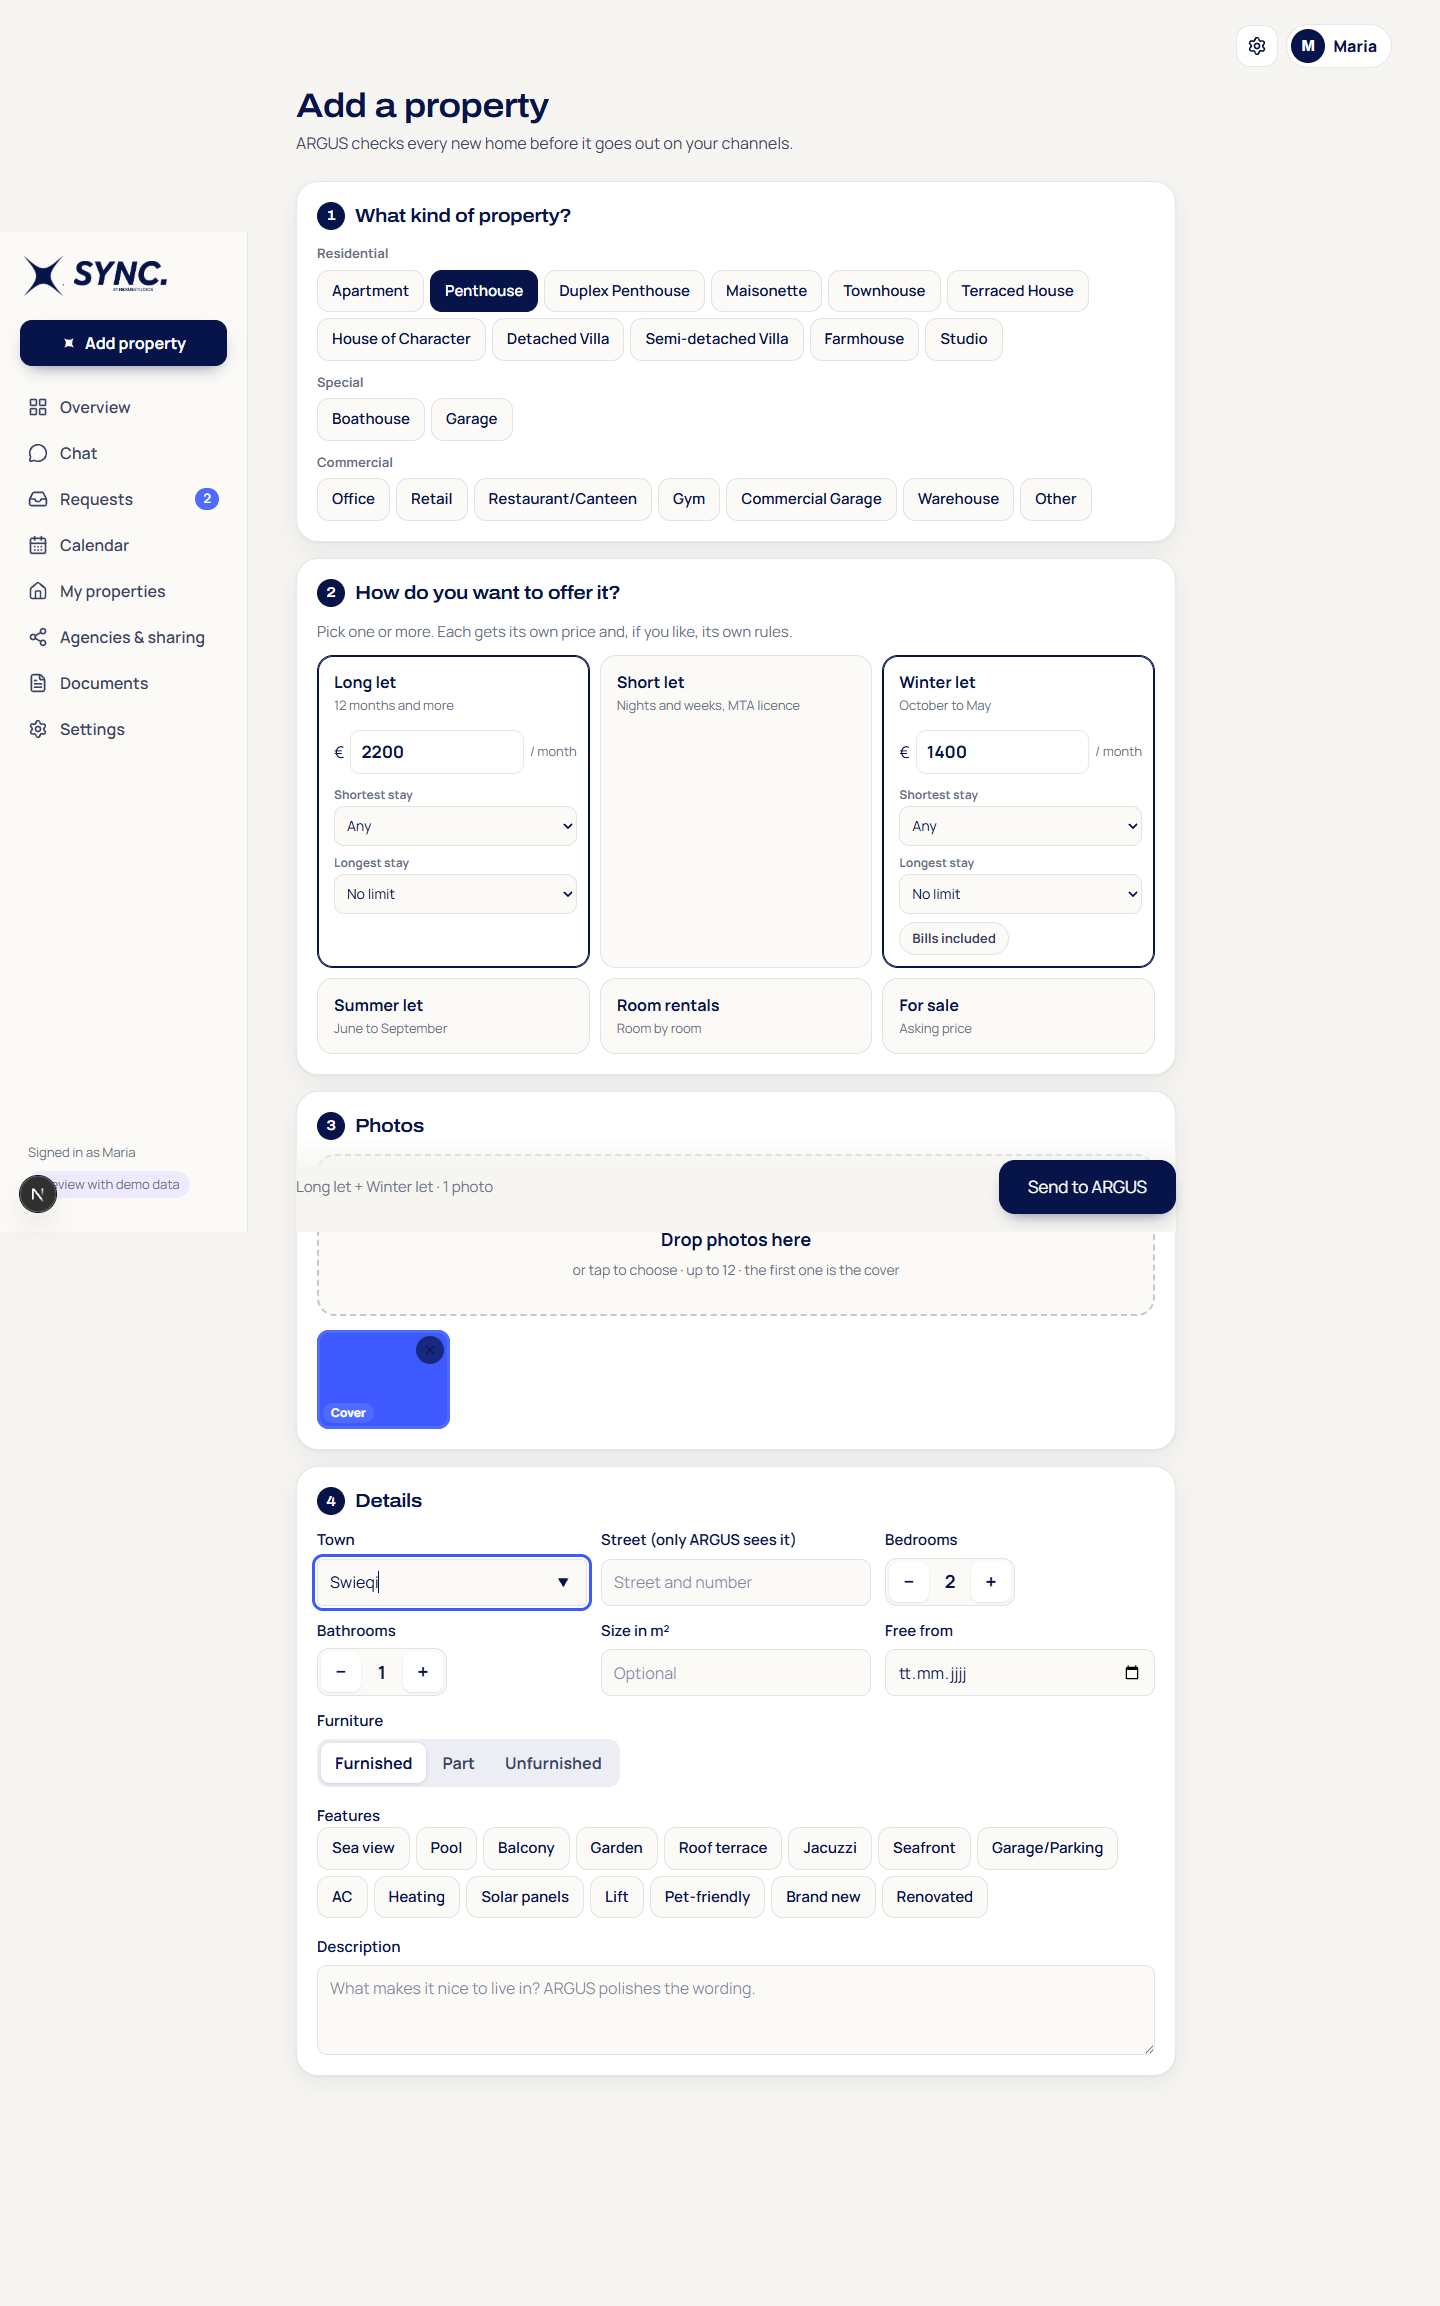 M Maria
Add a property
ARGUS checks every new home before it goes out on your channels.
1 What kind of property?
Residential
Apartment Penthouse Duplex Penthouse Maisonette Townhouse Terraced House
House of Character Detached Villa Semi-detached Villa Farmhouse Studio
Special
Boathouse Garage
Commercial
Office Retail Restaurant/Canteen Gym Commercial Garage Warehouse Other
SYNC.
Add property
Overview
Chat
Requests 2
Calendar
My properties
Agencies & sharing
Documents
Settings
Signed in as Maria
N eview with demo data
2 How do you want to offer it?
Pick one or more. Each gets its own price and, if you like, its own rules.
Long let
12 months and more
€ 2200 / month
Shortest stay
Any
Longest stay
No limit
Short let
Nights and weeks, MTA licence
Winter let
October to May
€ 1400 / month
Shortest stay
Any
Longest stay
No limit
Bills included
Summer let
June to September
Room rentals
Room by room
For sale
Asking price
3 Photos
Long let + Winter let · 1 photo
Send to ARGUS
Drop photos here
or tap to choose · up to 12 · the first one is the cover
Cover
4 Details
Town
Swieqi
Street (only ARGUS sees it)
Street and number
Bedrooms
− 2 +
Bathrooms
− 1 +
Size in m²
Optional
Free from
tt.mm.jjjj
Furniture
Furnished Part Unfurnished
Features
Sea view Pool Balcony Garden Roof terrace Jacuzzi Seafront Garage/Parking
AC Heating Solar panels Lift Pet-friendly Brand new Renovated
Description
What makes it nice to live in? ARGUS polishes the wording.